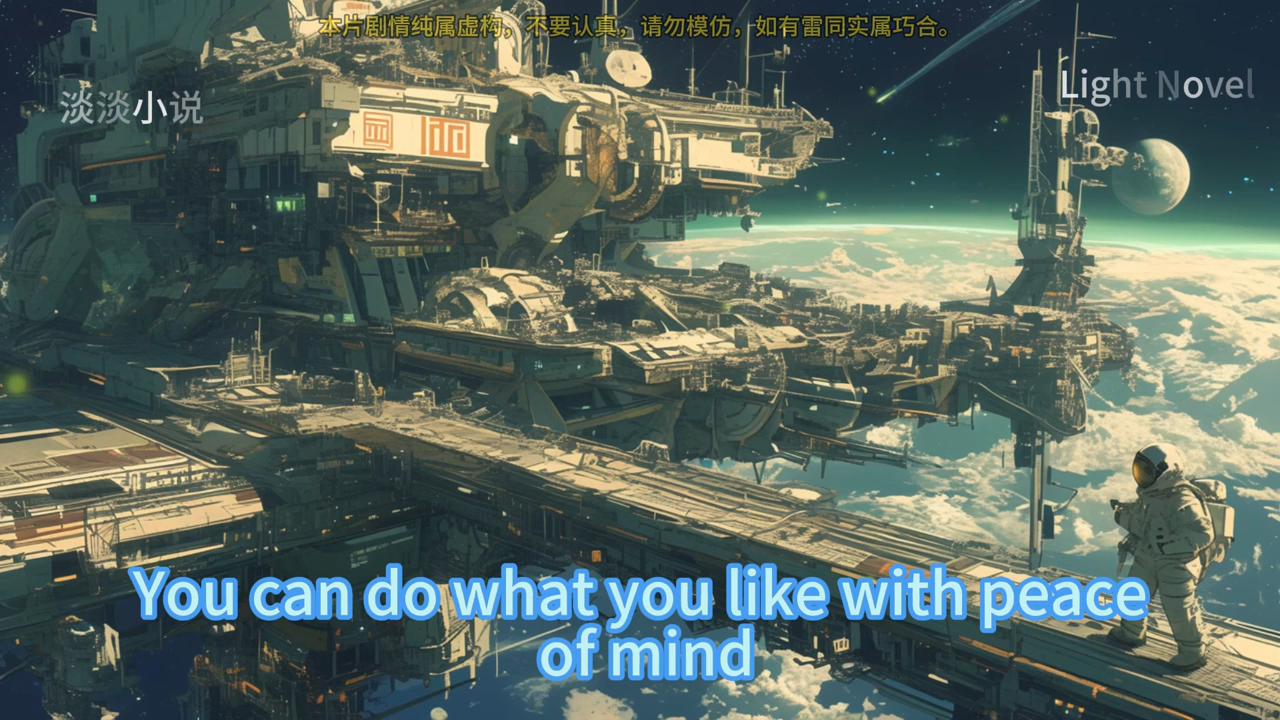 本片剧情纯属虚构，不要认真，请勿模仿，如有雷同实属巧合。
淡淡小说
Light Novel
You can do what you like with peace
of mind